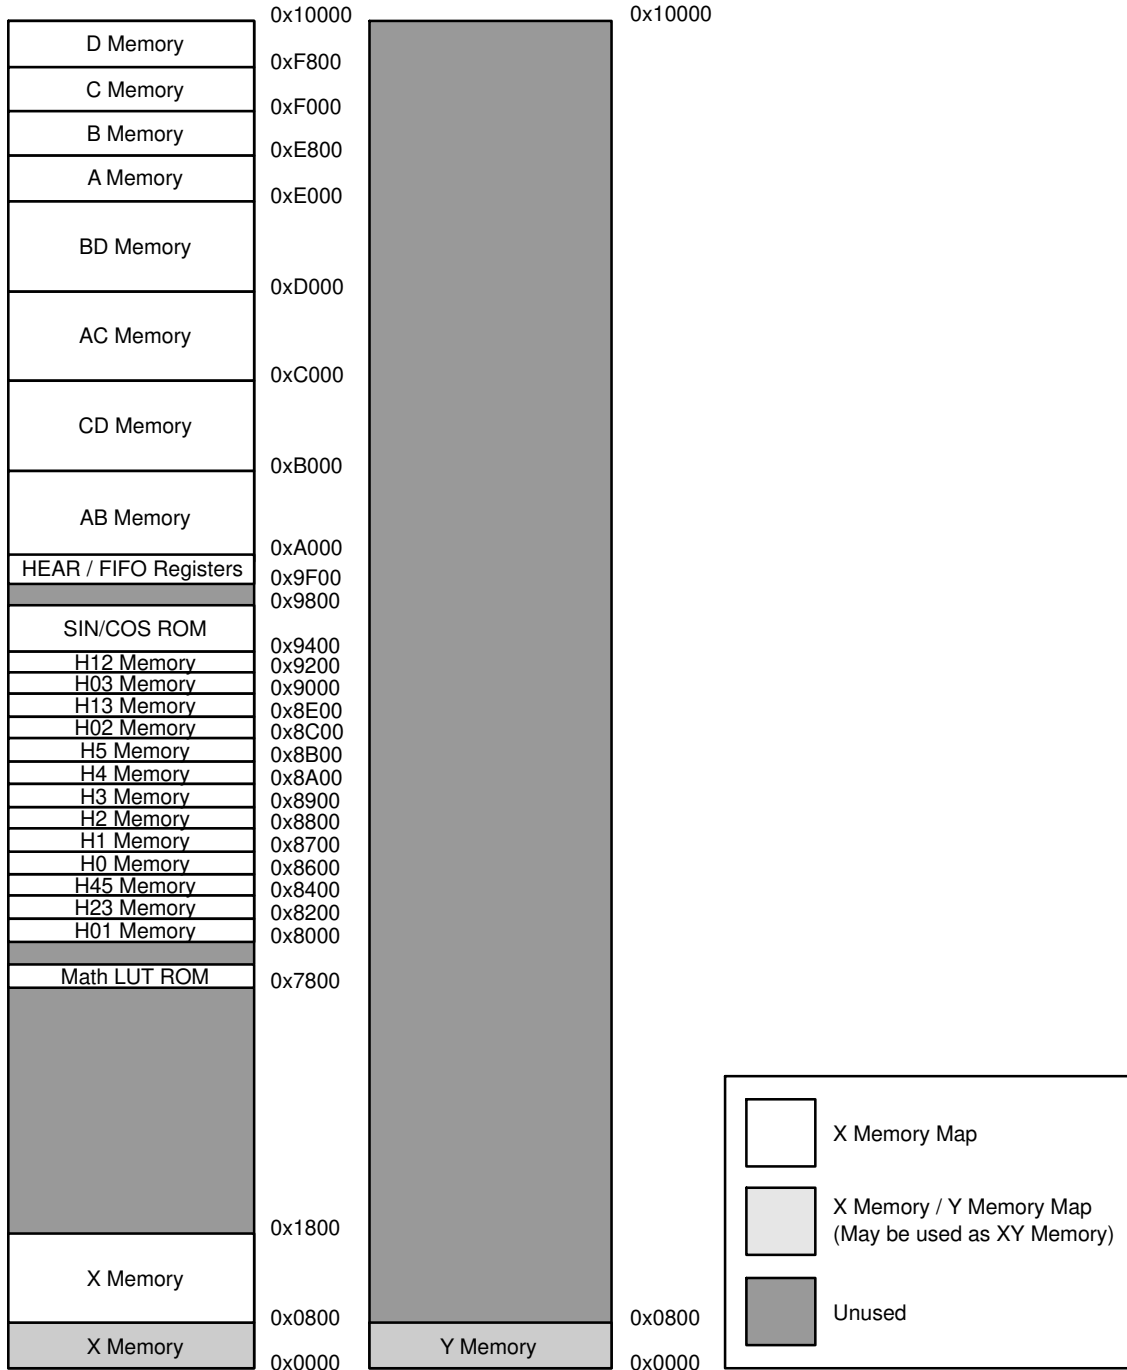 0x10000
D Memory
0xF800
C Memory
0xF000
B Memory
0xE800
A Memory
0xE000
BD Memory
0xD000
AC Memory
0xC000
CD Memory
0xB000
AB Memory
0xA000
HEAR / FIFO Registers
0x9F00
0x9800
SIN/COS ROM
0x9400
H12 Memory
0x9200
H03 Memory
0x9000
H13 Memory
0x8E00
H02 Memory
0x8C00
H5 Memory
0x8B00
H4 Memory
0x8A00
H3 Memory
0x8900
H2 Memory
0x8800
H1 Memory
0x8700
H0 Memory
0x8600
H45 Memory
0x8400
H23 Memory
0x8200
H01 Memory
0x8000
Math LUT ROM
0x7800
0x1800
X Memory
0x0800
X Memory
0x0000
0x10000
0x0800
Y Memory
0x0000
X Memory Map
X Memory / Y Memory Map
(May be used as XY Memory)
Unused